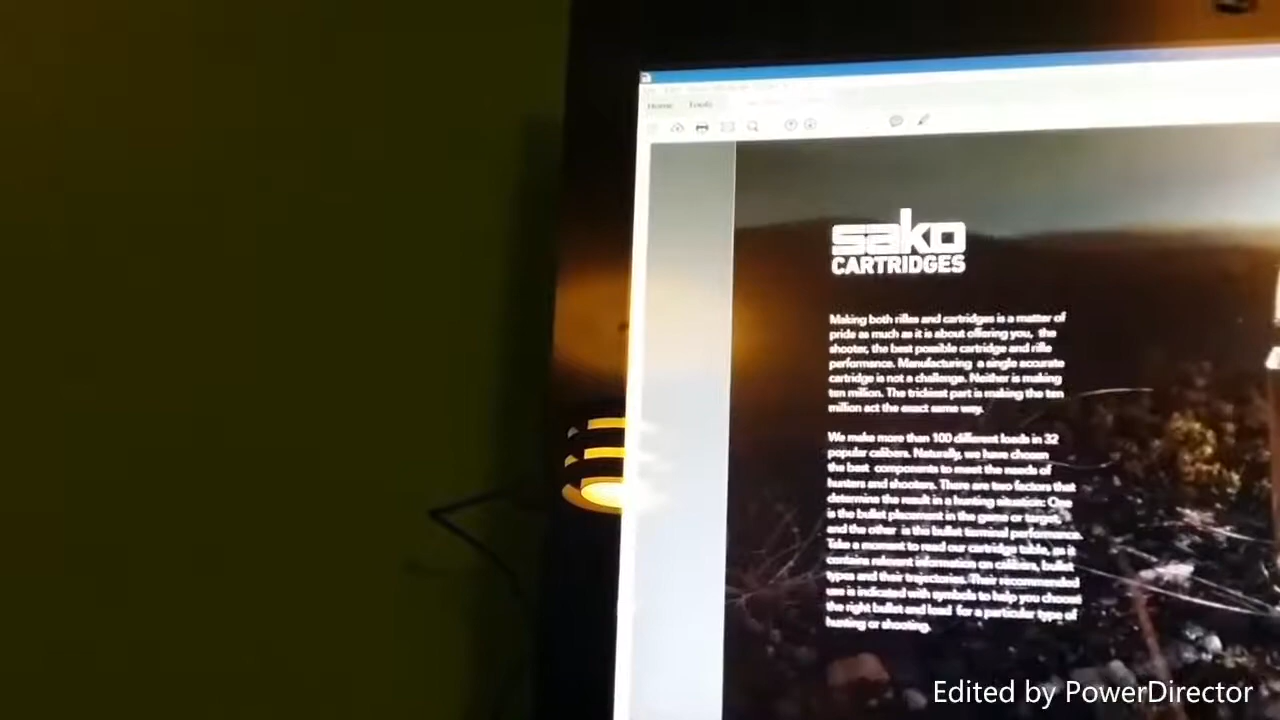 Home Tools
sako
CARTRIDGES
Making both rifles and cartridges is a matter of
pride as much as it is about offering you, the
shooter, the best possible cartridge and rifle
performance. Manufacturing a single accurate
cartridge is not a challenge. Neither is making
ten million. The trickiest part is making the ten
million act the exact same way.
We make more than 100 different loads in 32
popular calibers. Naturally, we have chosen
the best components to meet the needs of
hunters and shooters. There are two factors that
determine the result in a hunting situation: One
is the bullet placement in the game or target,
and the other is the bullet terminal performance.
Take a moment to read our cartridge table, as it
contains relevant information on calibers, bullet
types and their trajectories. Their recommended
use is indicated with symbols to help you choose
the right bullet and load for a particular type of
hunting or shooting.
Edited by PowerDirector